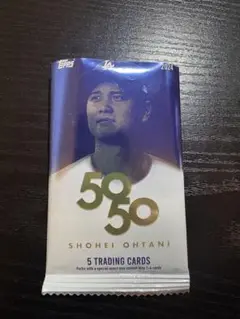 Topps
2024
50
50
SHOHEI OHTANI
5 TRADING CARDS